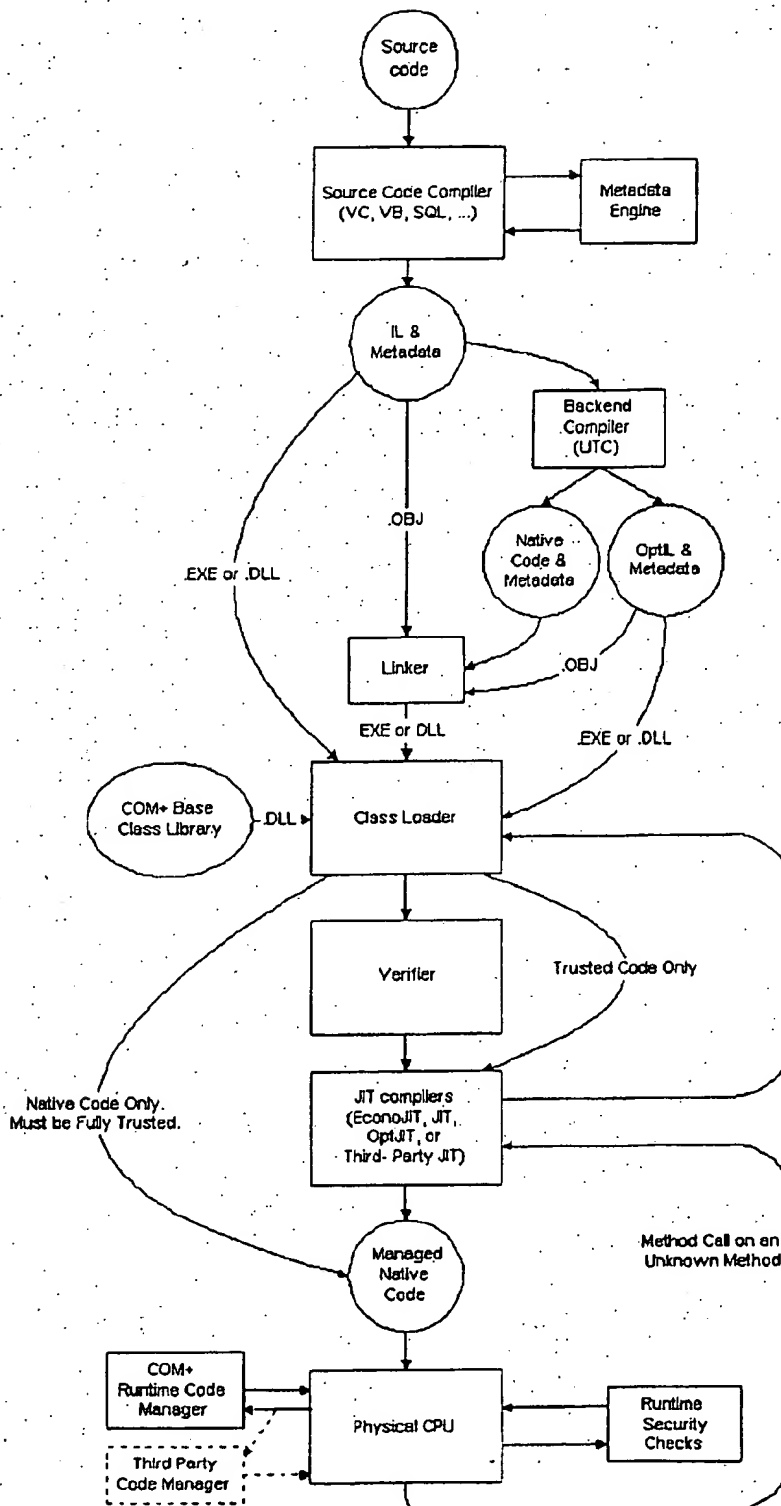 Source
code
Source Code Compiler
(VC, VB, SQL, ...)
Metadata
Engine
IL &
Metadata
Backend
Compiler
(UTC)
.OBJ
Native
Code &
Metadata
OptIL &
Metadata
.EXE or .DLL
Linker
.OBJ
EXE or DLL
.EXE or .DLL
COM+ Base
Class Library
.DLL
Class Loader
Verifier
Trusted Code Only
Native Code Only.
Must be Fully Trusted.
JIT compilers
(EconoJIT, JIT,
OptJIT, or
Third- Party JIT)
Managed
Native
Code
Method Call on an
Unknown Method
COM+
Runtime Code
Manager
Physical CPU
Runtime
Security
Checks
Third Party
Code Manager